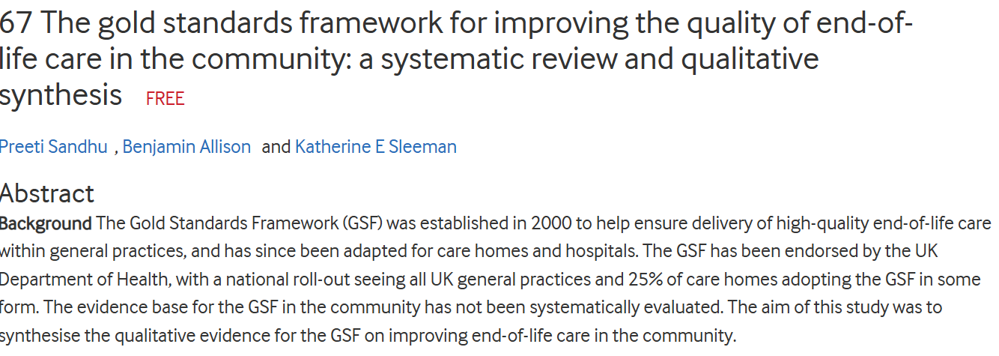 67 The gold standards framework for improving the quality of end-of-
life care in the community: a systematic review and qualitative
synthesis FREE
Preeti Sandhu , Benjamin Allison and Katherine E Sleeman
Abstract
Background The Gold Standards Framework (GSF) was established in 2000 to help ensure delivery of high-quality end-of-life care
within general practices, and has since been adapted for care homes and hospitals. The GSF has been endorsed by the UK
Department of Health, with a national roll-out seeing all UK general practices and 25% of care homes adopting the GSF in some
form. The evidence base for the GSF in the community has not been systematically evaluated. The aim of this study was to
synthesise the qualitative evidence for the GSF on improving end-of-life care in the community.